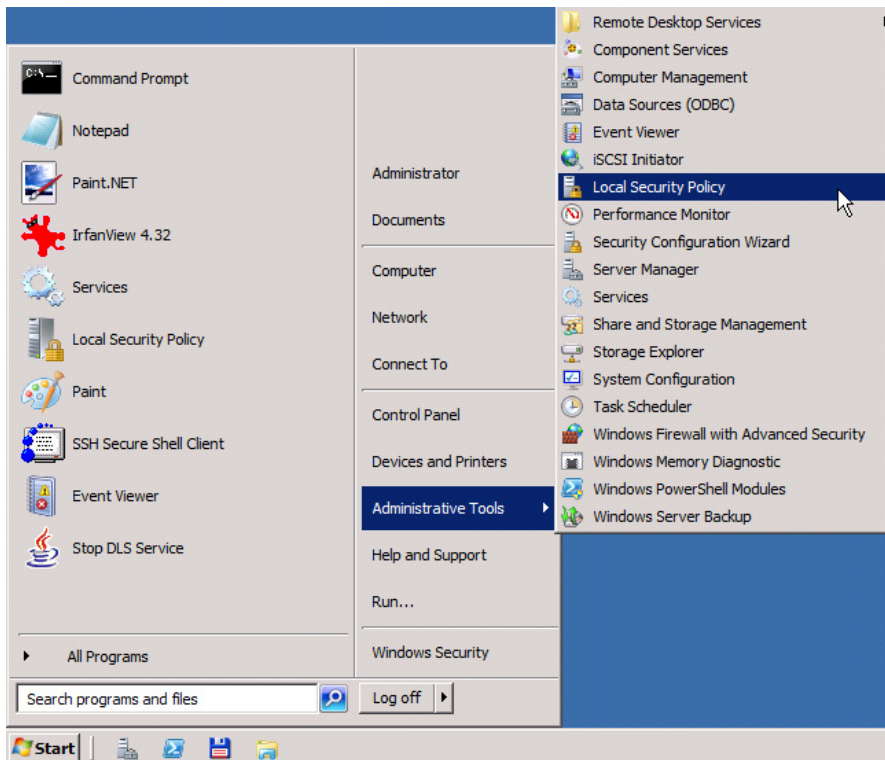 Command Prompt
Notepad
Paint.NET
IrfanView 4.32
Services
Local Security Policy
Paint
SSH Secure Shell Client
Event Viewer
Stop DLS Service
All Programs
Search programs and files
Administrator
Documents
Computer
Network
Connect To
Control Panel
Devices and Printers
Administrative Tools
Help and Support
Run...
Windows Security
Log off
Remote Desktop Services
Component Services
Computer Management
Data Sources (ODBC)
Event Viewer
iSCSI Initiator
Local Security Policy
Performance Monitor
Security Configuration Wizard
Server Manager
Services
Share and Storage Management
Storage Explorer
System Configuration
Task Scheduler
Windows Firewall with Advanced Security
Windows Memory Diagnostic
Windows PowerShell Modules
Windows Server Backup
Start